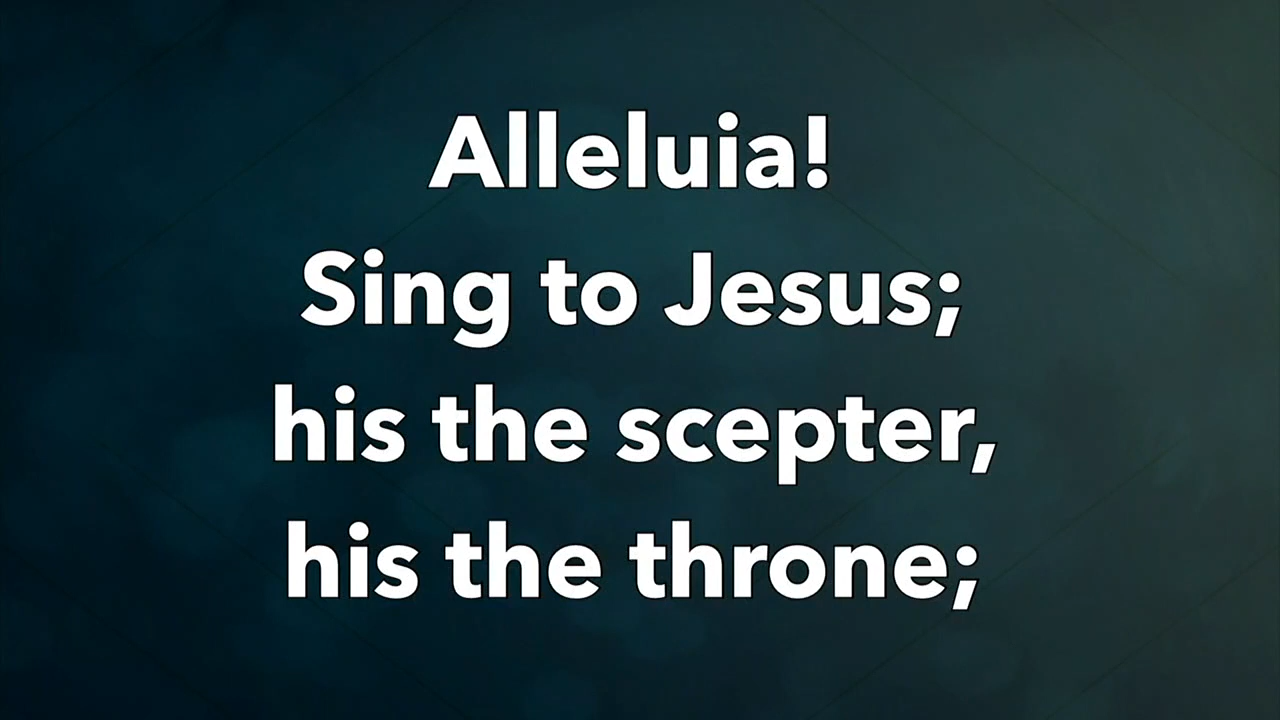 Alleluia!
Sing to Jesus;
his the scepter,
his the throne;